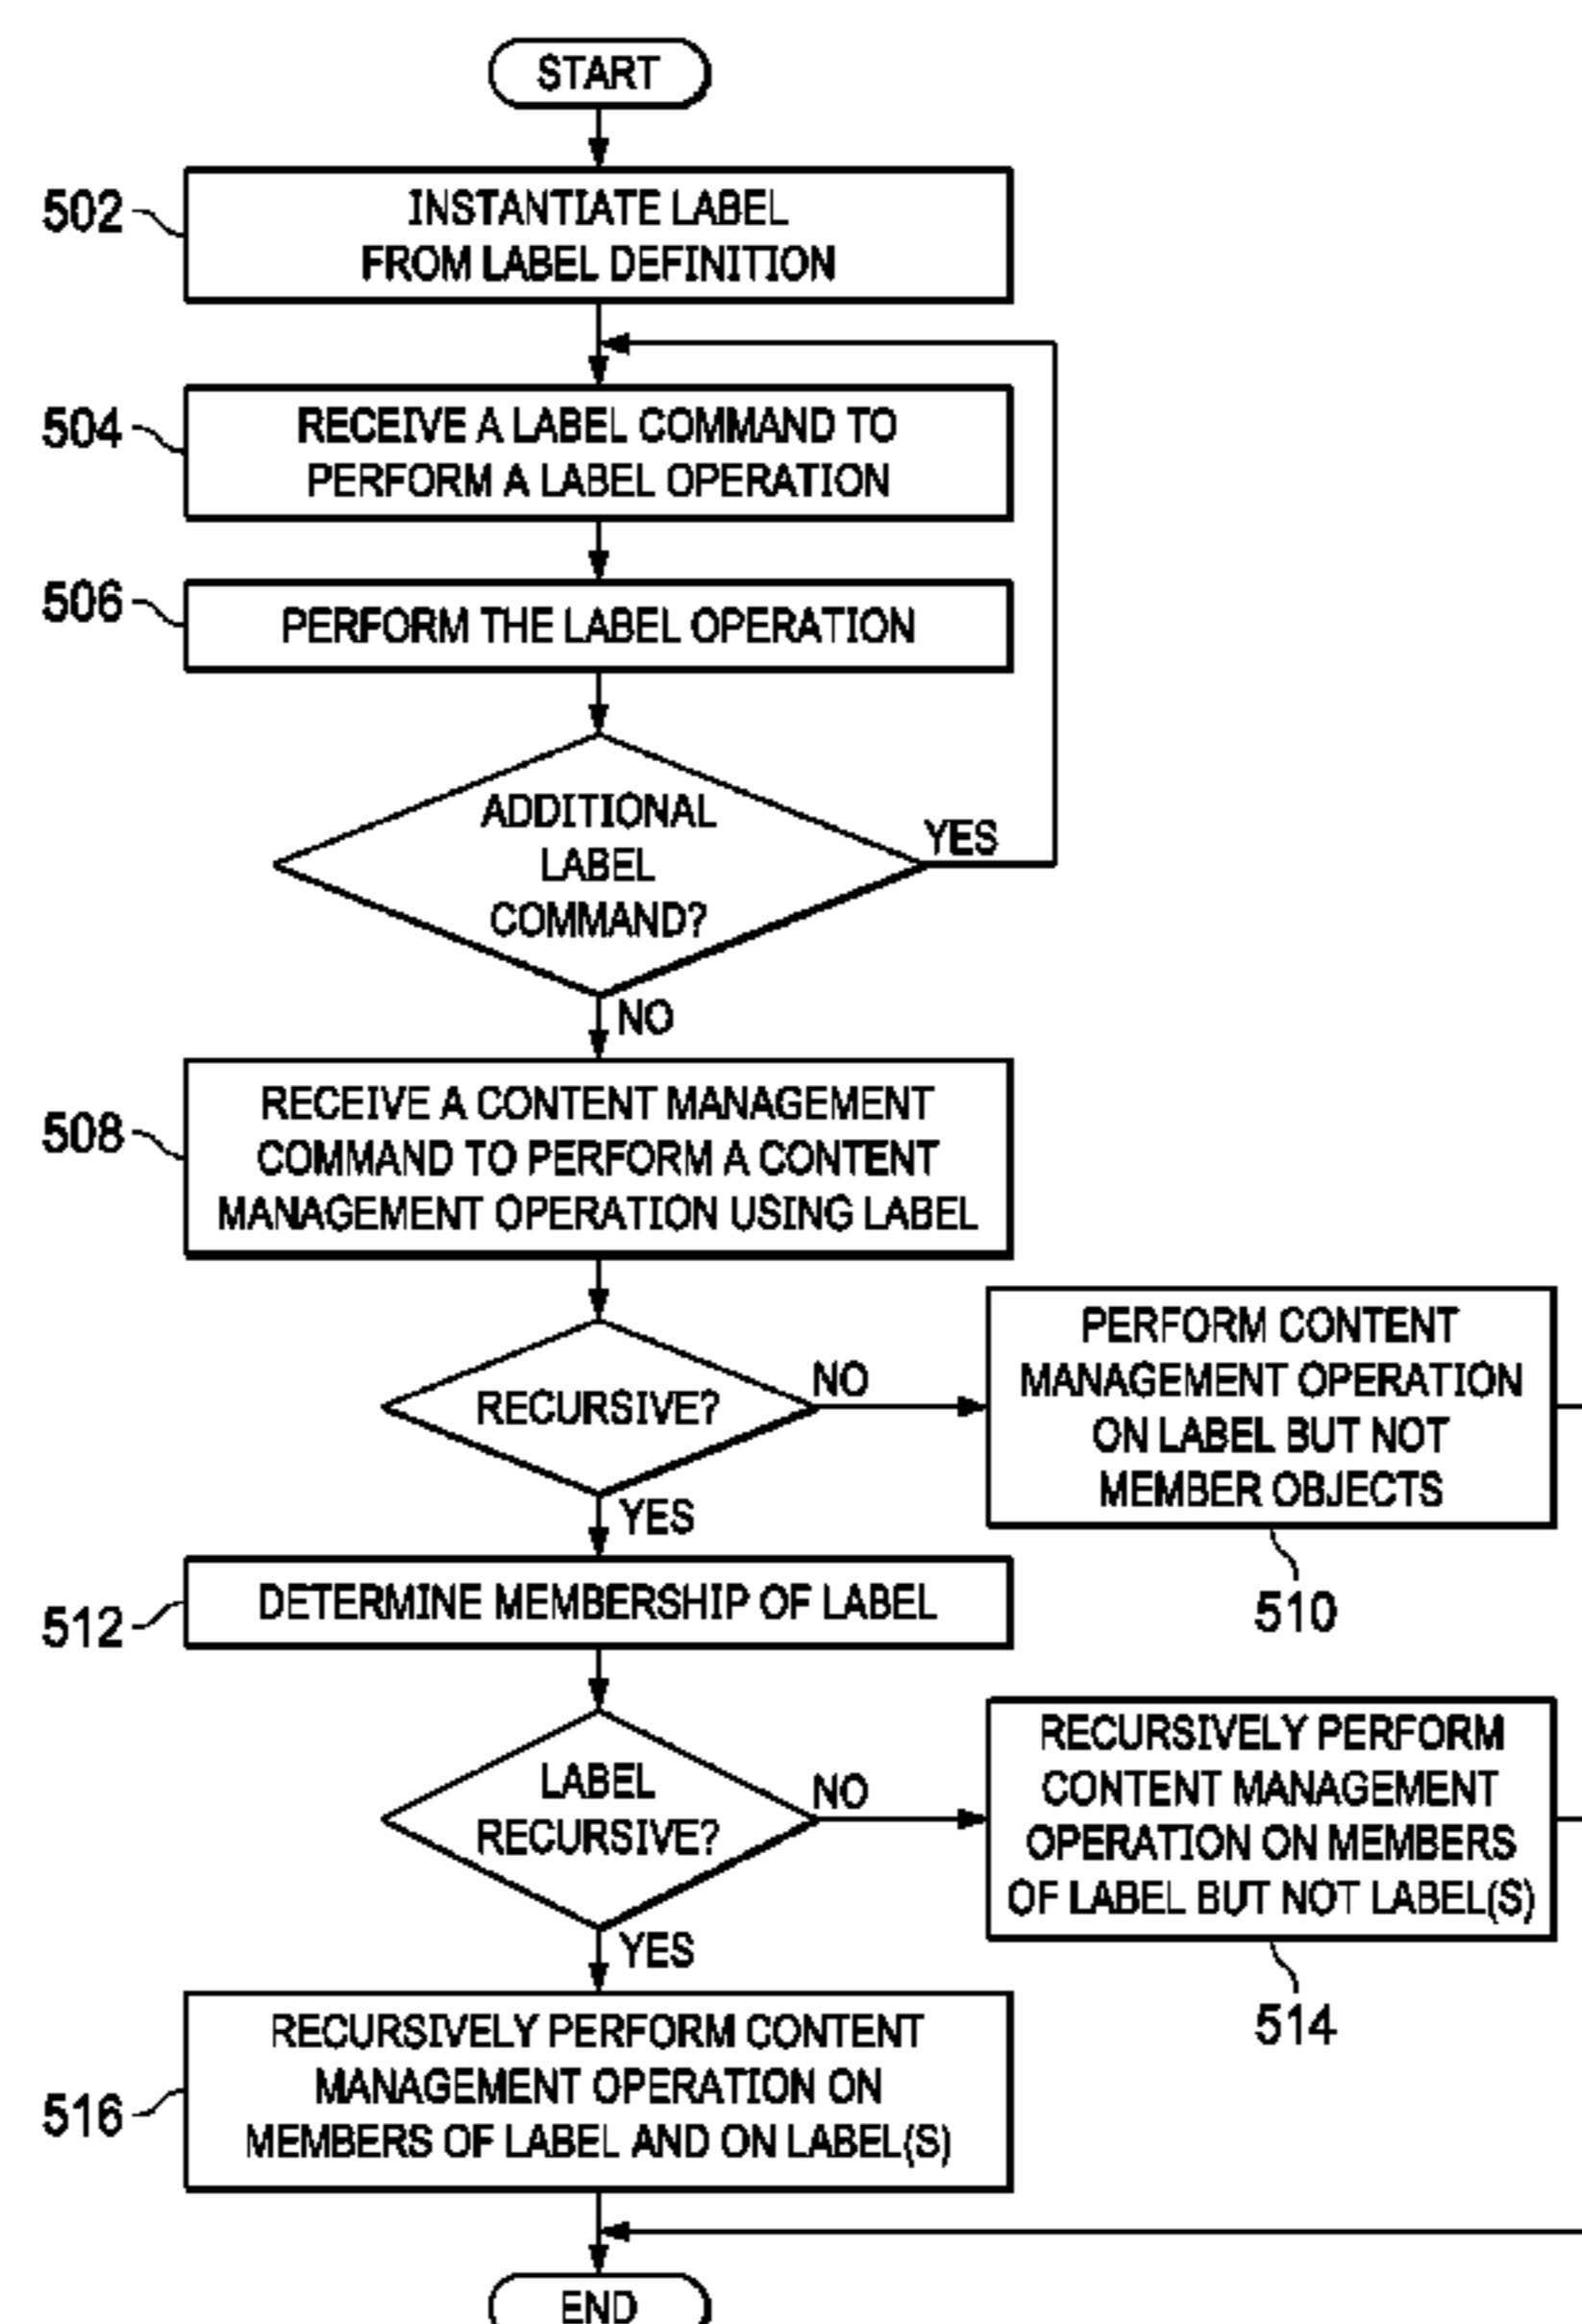 START
502
INSTANTIATE LABEL
FROM LABEL DEFINITION
504
RECEIVE A LABEL COMMAND TO
PERFORM A LABEL OPERATION
506
PERFORM THE LABEL OPERATION
ADDITIONAL
LABEL
COMMAND?
YES
NO
508
RECEIVE A CONTENT MANAGEMENT
COMMAND TO PERFORM A CONTENT
MANAGEMENT OPERATION USING LABEL
RECURSIVE?
NO
PERFORM CONTENT
MANAGEMENT OPERATION
ON LABEL BUT NOT
MEMBER OBJECTS
510
YES
512
DETERMINE MEMBERSHIP OF LABEL
LABEL
RECURSIVE?
NO
RECURSIVELY PERFORM
CONTENT MANAGEMENT
OPERATION ON MEMBERS
OF LABEL BUT NOT LABEL(S)
514
YES
516
RECURSIVELY PERFORM CONTENT
MANAGEMENT OPERATION ON
MEMBERS OF LABEL AND ON LABEL(S)
END